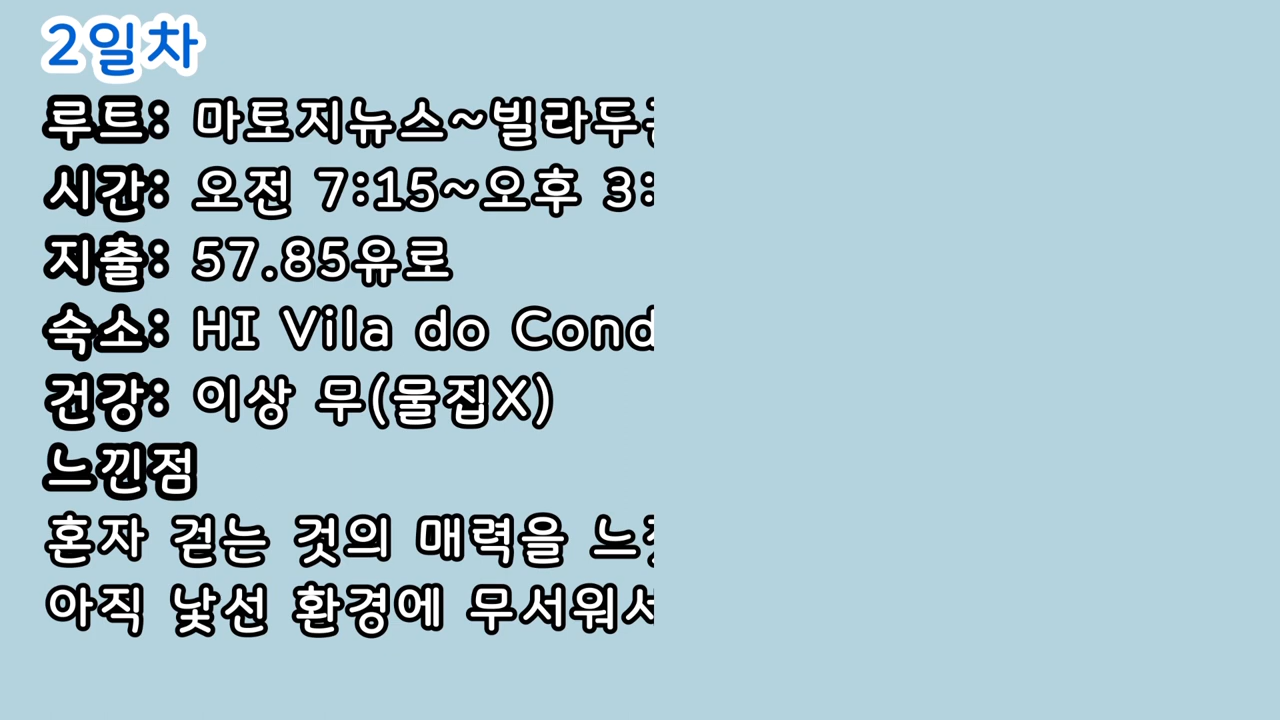 2일차
루트: 마토지뉴스~빌라두
시간: 오전 7:15~오후 3:
지출: 57.85유로
숙소: HI Vila do Cond
건강: 이상 무(물집X)
느낀점
혼자 걷는 것의 매력을 느
아직 낯선 환경에 무서워서